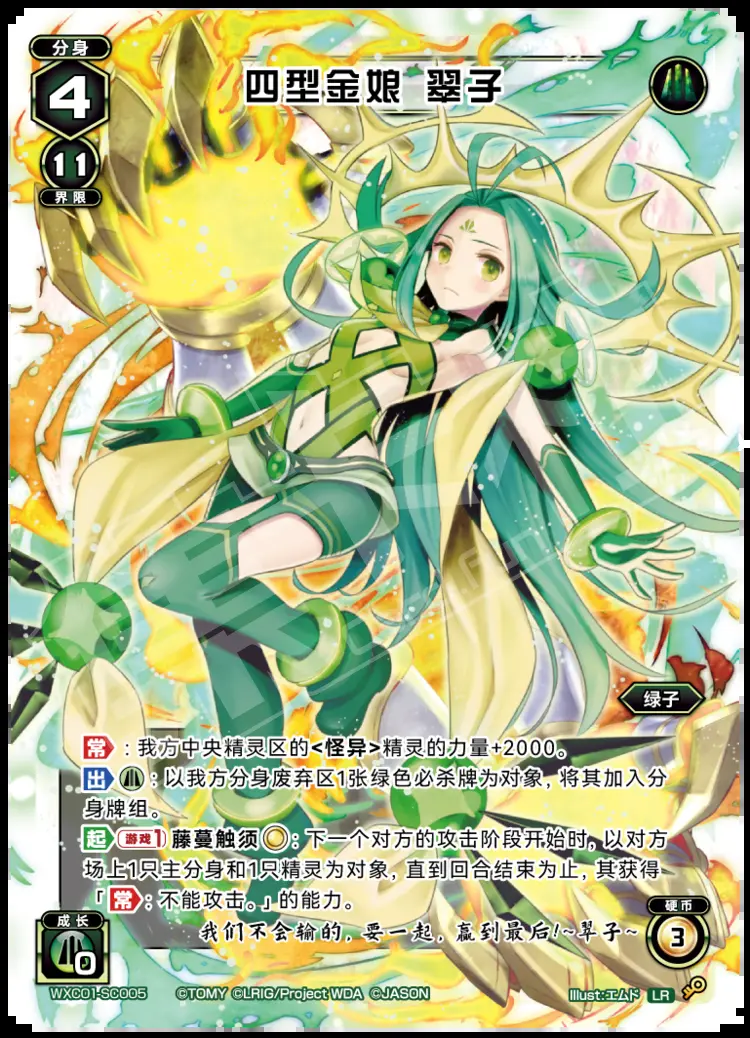 分身
4
四型金娘 翠子
11
界限
绿子
常：我方中央精灵区的<怪异>精灵的力量+2000。
出：以我方分身废弃区1张绿色必杀牌为对象，将其加入分
身牌组。
起 游戏1 藤蔓触须：下一个对方的攻击阶段开始时，以对方
场上1只主分身和1只精灵为对象，直到回合结束为止，其获得
「常：不能攻击。」的能力。
我们不会输的，要一起，赢到最后!~翠子~
成长
0
硬币
3
WXC01-SC005 ©TOMY ©LRIG/Project WDA ©JASON
Illust:エムド LR